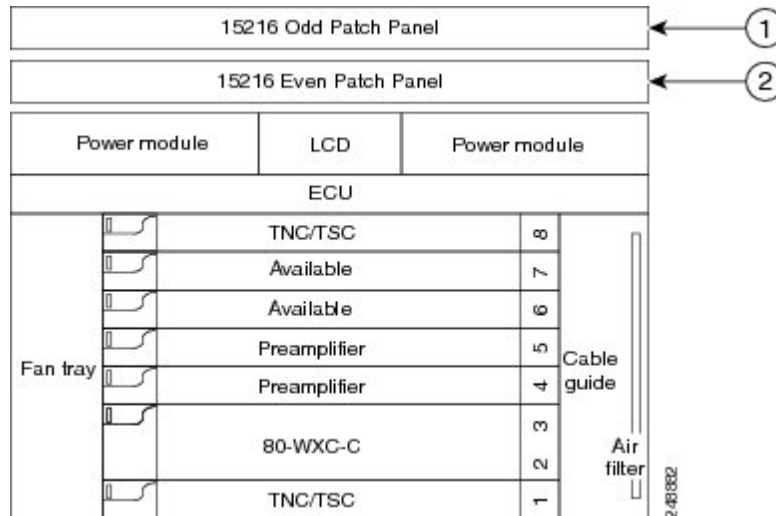 15216 Odd Patch Panel
1
15216 Even Patch Panel
2
Power module
LCD
Power module
ECU
TNC/TSC
8
Available
7
Available
6
Preamplifier
5
Fan tray
Preamplifier
4
Cable
guide
3
80-WXC-C
2
Air
filter
TNC/TSC
1
248882